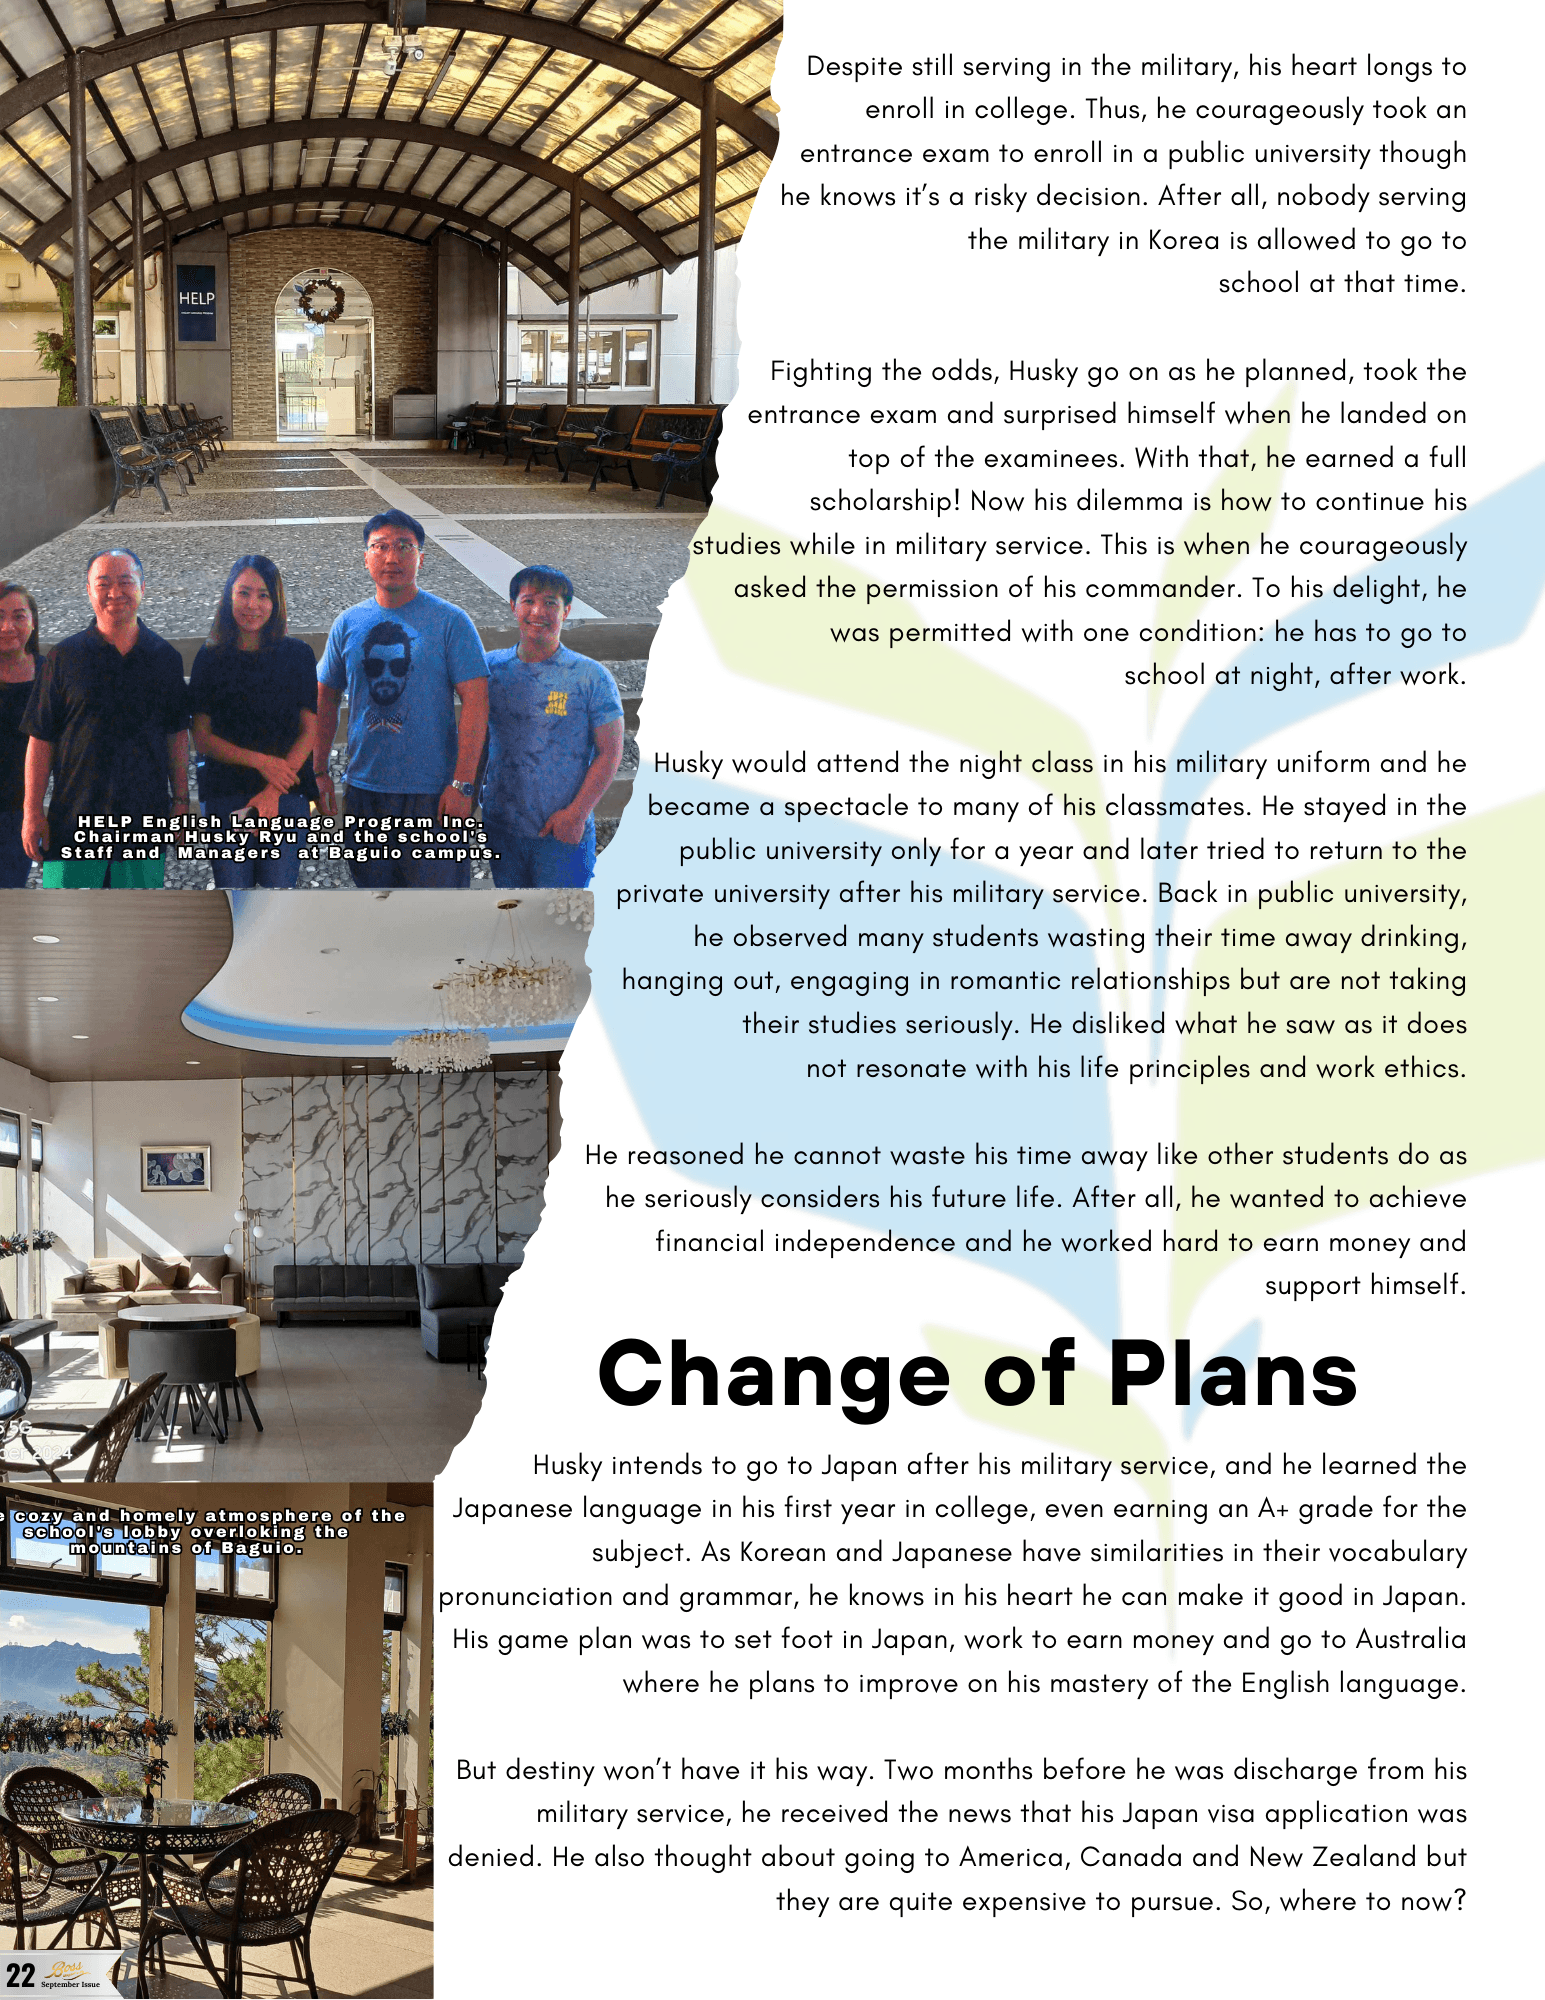 Despite still serving in the military, his heart longs to
enroll in college. Thus, he courageously took an
entrance exam to enroll in a public university though
he knows it’s a risky decision. After all, nobody serving
the military in Korea is allowed to go to
school at that time.
Fighting the odds, Husky go on as he planned, took the
entrance exam and surprised himself when he landed on
top of the examinees. With that, he earned a full
scholarship! Now his dilemma is how to continue his
studies while in military service. This is when he courageously
asked the permission of his commander. To his delight, he
was permitted with one condition: he has to go to
school at night, after work.
Husky would attend the night class in his military uniform and he
became a spectacle to many of his classmates. He stayed in the
public university only for a year and later tried to return to the
private university after his military service. Back in public university,
he observed many students wasting their time away drinking,
hanging out, engaging in romantic relationships but are not taking
their studies seriously. He disliked what he saw as it does
not resonate with his life principles and work ethics.
He reasoned he cannot waste his time away like other students do as
he seriously considers his future life. After all, he wanted to achieve
financial independence and he worked hard to earn money and
support himself.
Change of Plans
Husky intends to go to Japan after his military service, and he learned the
Japanese language in his first year in college, even earning an A+ grade for the
subject. As Korean and Japanese have similarities in their vocabulary
pronunciation and grammar, he knows in his heart he can make it good in Japan.
His game plan was to set foot in Japan, work to earn money and go to Australia
where he plans to improve on his mastery of the English language.
But destiny won’t have it his way. Two months before he was discharge from his
military service, he received the news that his Japan visa application was
denied. He also thought about going to America, Canada and New Zealand but
they are quite expensive to pursue. So, where to now?
HELP
HELP English Language Program Inc.
Chairman Husky Ryu and the school's
Staff and Managers at Baguio campus.
5G
2024
e cozy and homely atmosphere of the
school's lobby overloking the
mountains of Baguio.
22
Boss
September Issue